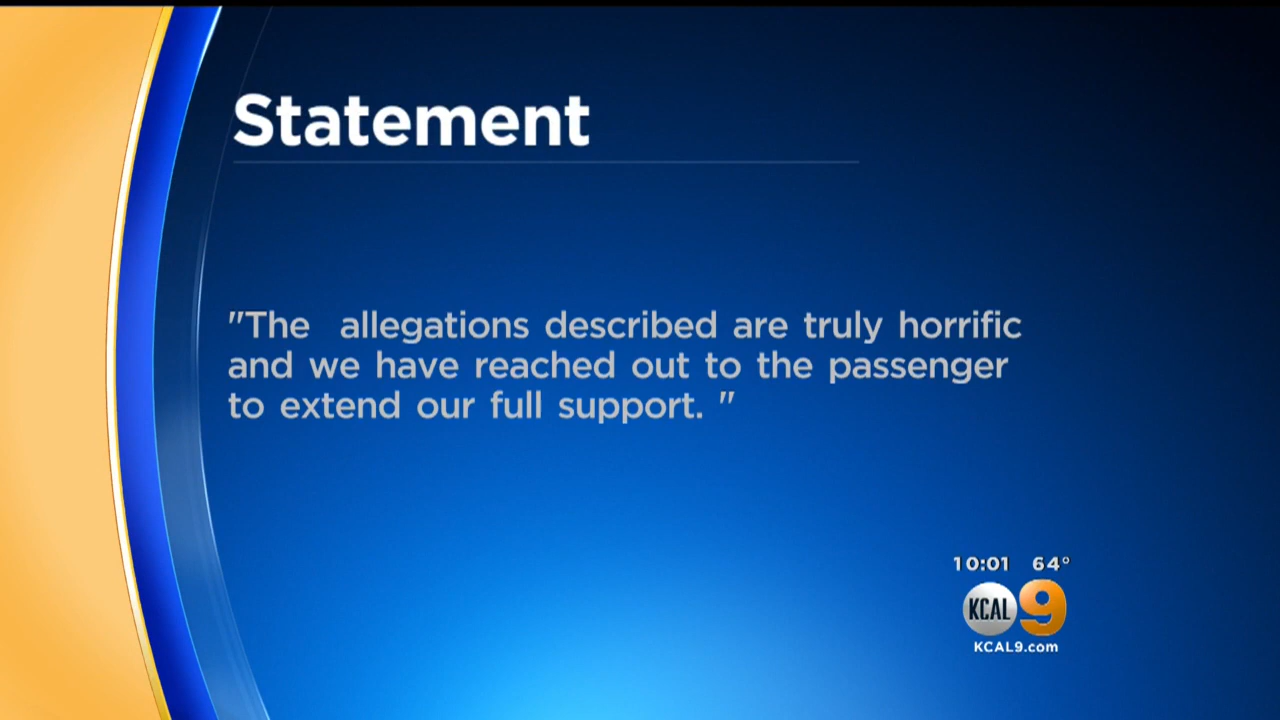 Statement
"The  allegations described are truly horrific
and we have reached out to the passenger
to extend our full support. "
10:01 64°
KCAL 9
KCAL9.com